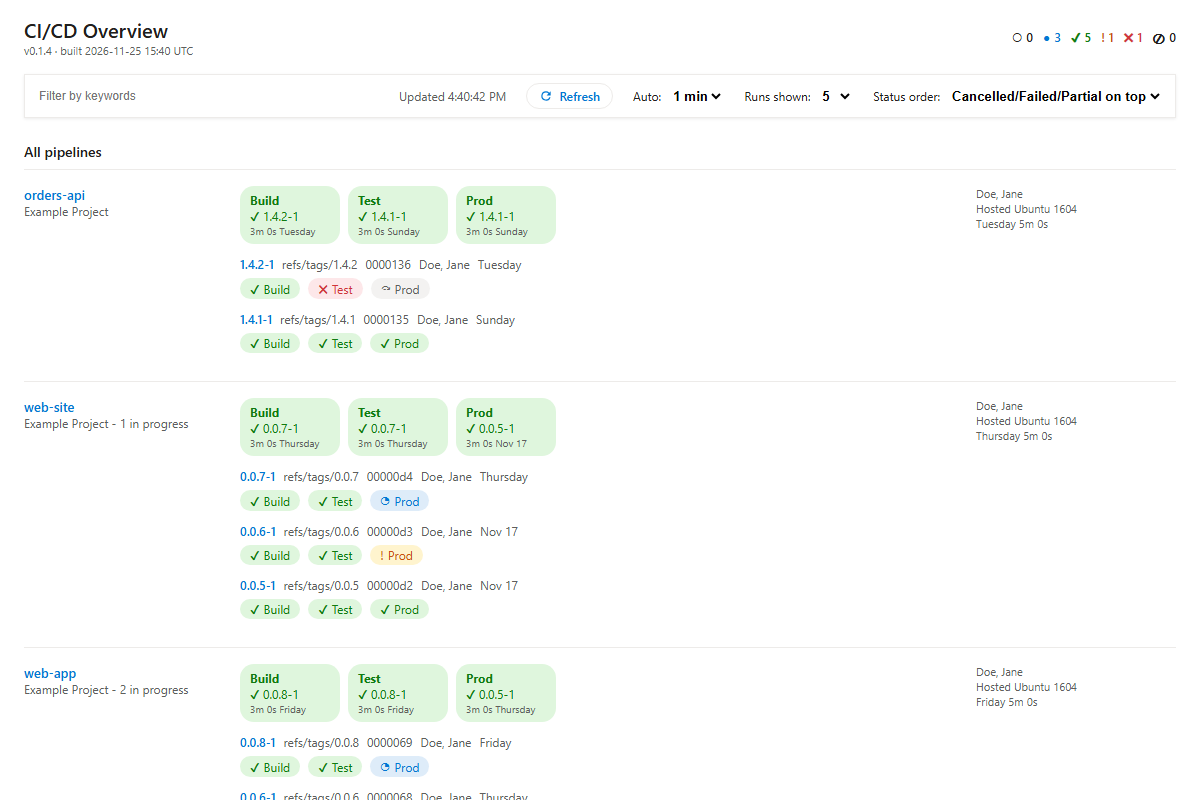 CI/CD Overview
v0.1.4 · built 2026-11-25 15:40 UTC
0 3 5 ! 1 1 0
Filter by keywords Updated 4:40:42 PM Refresh Auto: 1 min Runs shown: 5 Status order: Cancelled/Failed/Partial on top
All pipelines
orders-api
Example Project
Build Test Prod
✓ 1.4.2-1 ✓ 1.4.1-1 ✓ 1.4.1-1
3m 0s Tuesday 3m 0s Sunday 3m 0s Sunday
Doe, Jane
Hosted Ubuntu 1604
Tuesday 5m 0s
1.4.2-1 refs/tags/1.4.2 0000136 Doe, Jane Tuesday
✓ Build ✕ Test Prod
1.4.1-1 refs/tags/1.4.1 0000135 Doe, Jane Sunday
✓ Build ✓ Test ✓ Prod
web-site
Example Project - 1 in progress
Build Test Prod
✓ 0.0.7-1 ✓ 0.0.7-1 ✓ 0.0.5-1
3m 0s Thursday 3m 0s Thursday 3m 0s Nov 17
Doe, Jane
Hosted Ubuntu 1604
Thursday 5m 0s
0.0.7-1 refs/tags/0.0.7 00000d4 Doe, Jane Thursday
✓ Build ✓ Test Prod
0.0.6-1 refs/tags/0.0.6 00000d3 Doe, Jane Nov 17
✓ Build ✓ Test ! Prod
0.0.5-1 refs/tags/0.0.5 00000d2 Doe, Jane Nov 17
✓ Build ✓ Test ✓ Prod
web-app
Example Project - 2 in progress
Build Test Prod
✓ 0.0.8-1 ✓ 0.0.8-1 ✓ 0.0.5-1
3m 0s Friday 3m 0s Friday 3m 0s Thursday
Doe, Jane
Hosted Ubuntu 1604
Friday 5m 0s
0.0.8-1 refs/tags/0.0.8 0000069 Doe, Jane Friday
✓ Build ✓ Test Prod
0.0.6-1 refs/tags/0.0.6 0000068 Doe, Jane Thursday